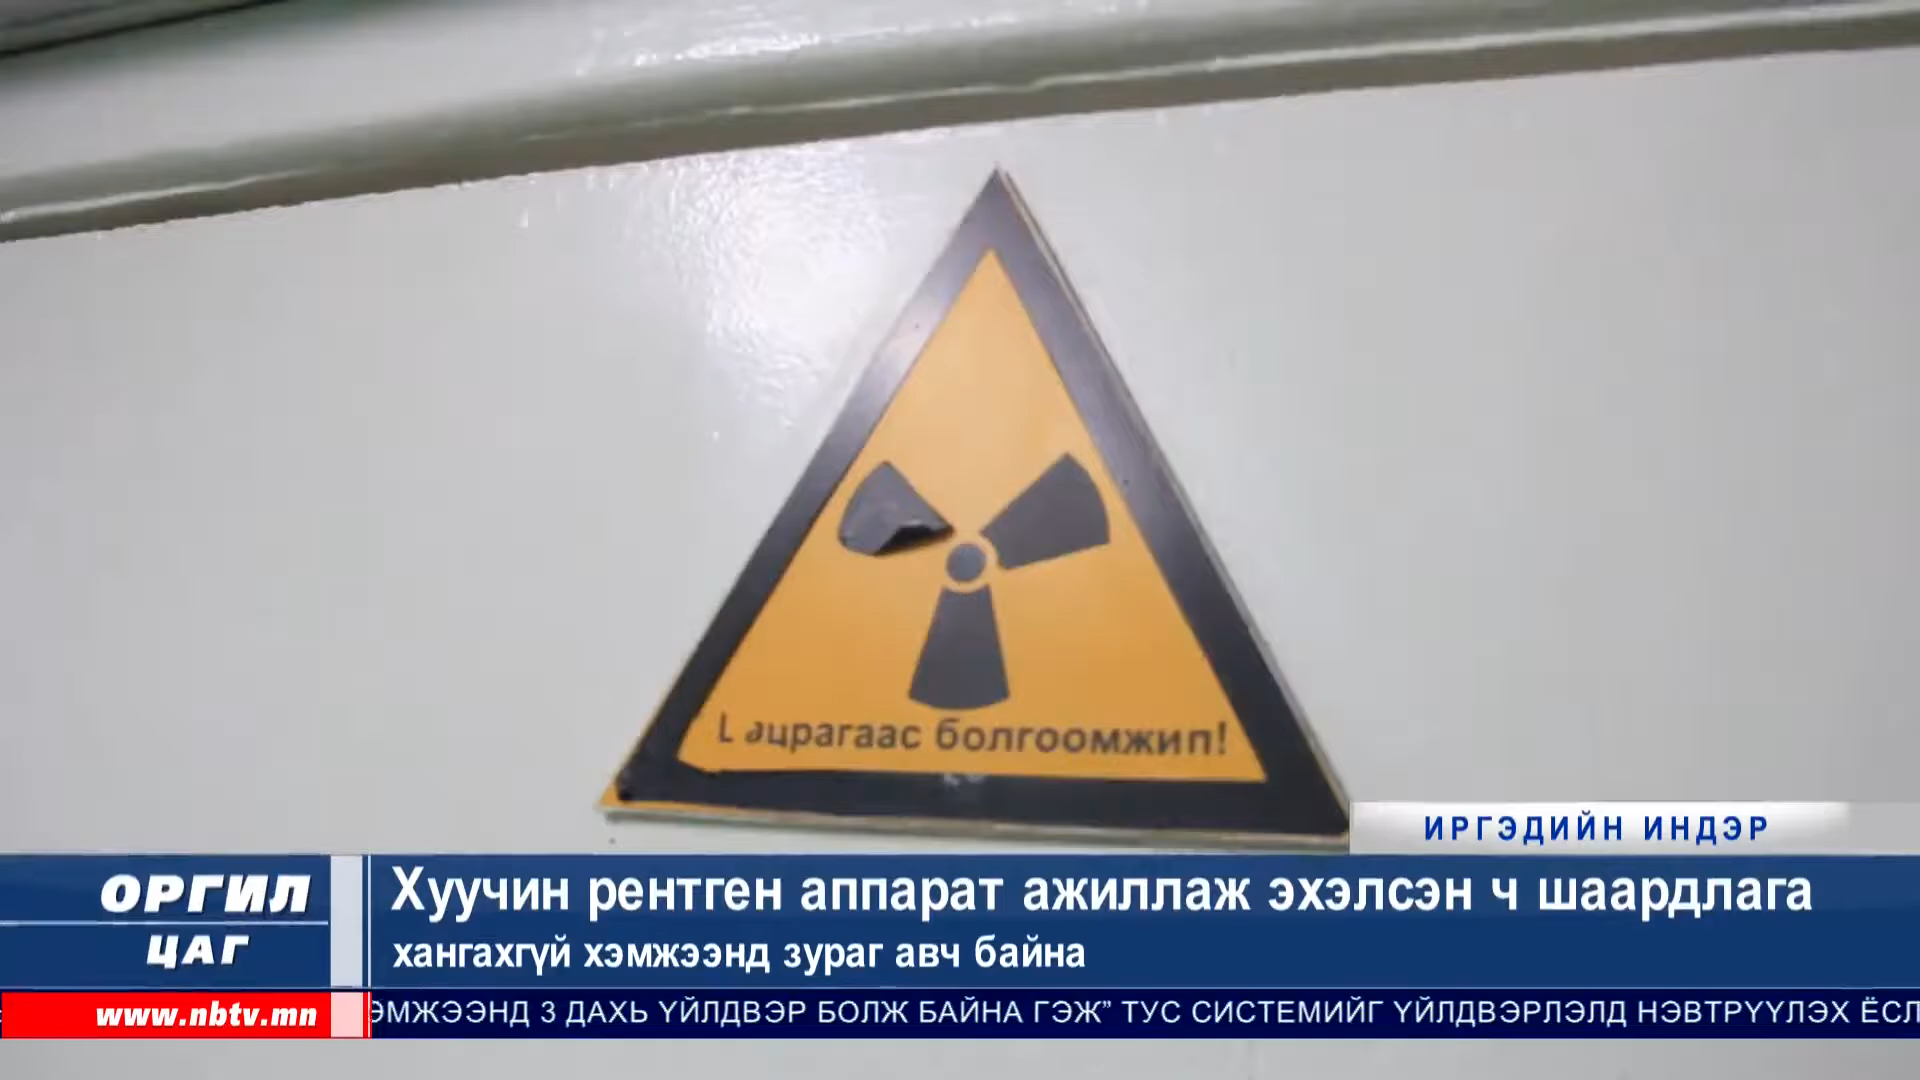 болгоомжил!
ИРГЭДИЙН ИНДЭР
ОРГИЛ
ЦАГ
Хуучин рентген аппарат ажиллаж эхэлсэн ч шаардлага
хангахгүй хэмжээнд зураг авч байна
www.nbtv.mn
ЭМЖЭЭНД 3 ДАХЬ ҮЙЛДВЭР БОЛЖ БАЙНА ГЭЖ” ТУС СИСТЕМИЙГ ҮЙЛДВЭРЛЭЛД НЭВТРҮҮЛЭХ ЁСЛ